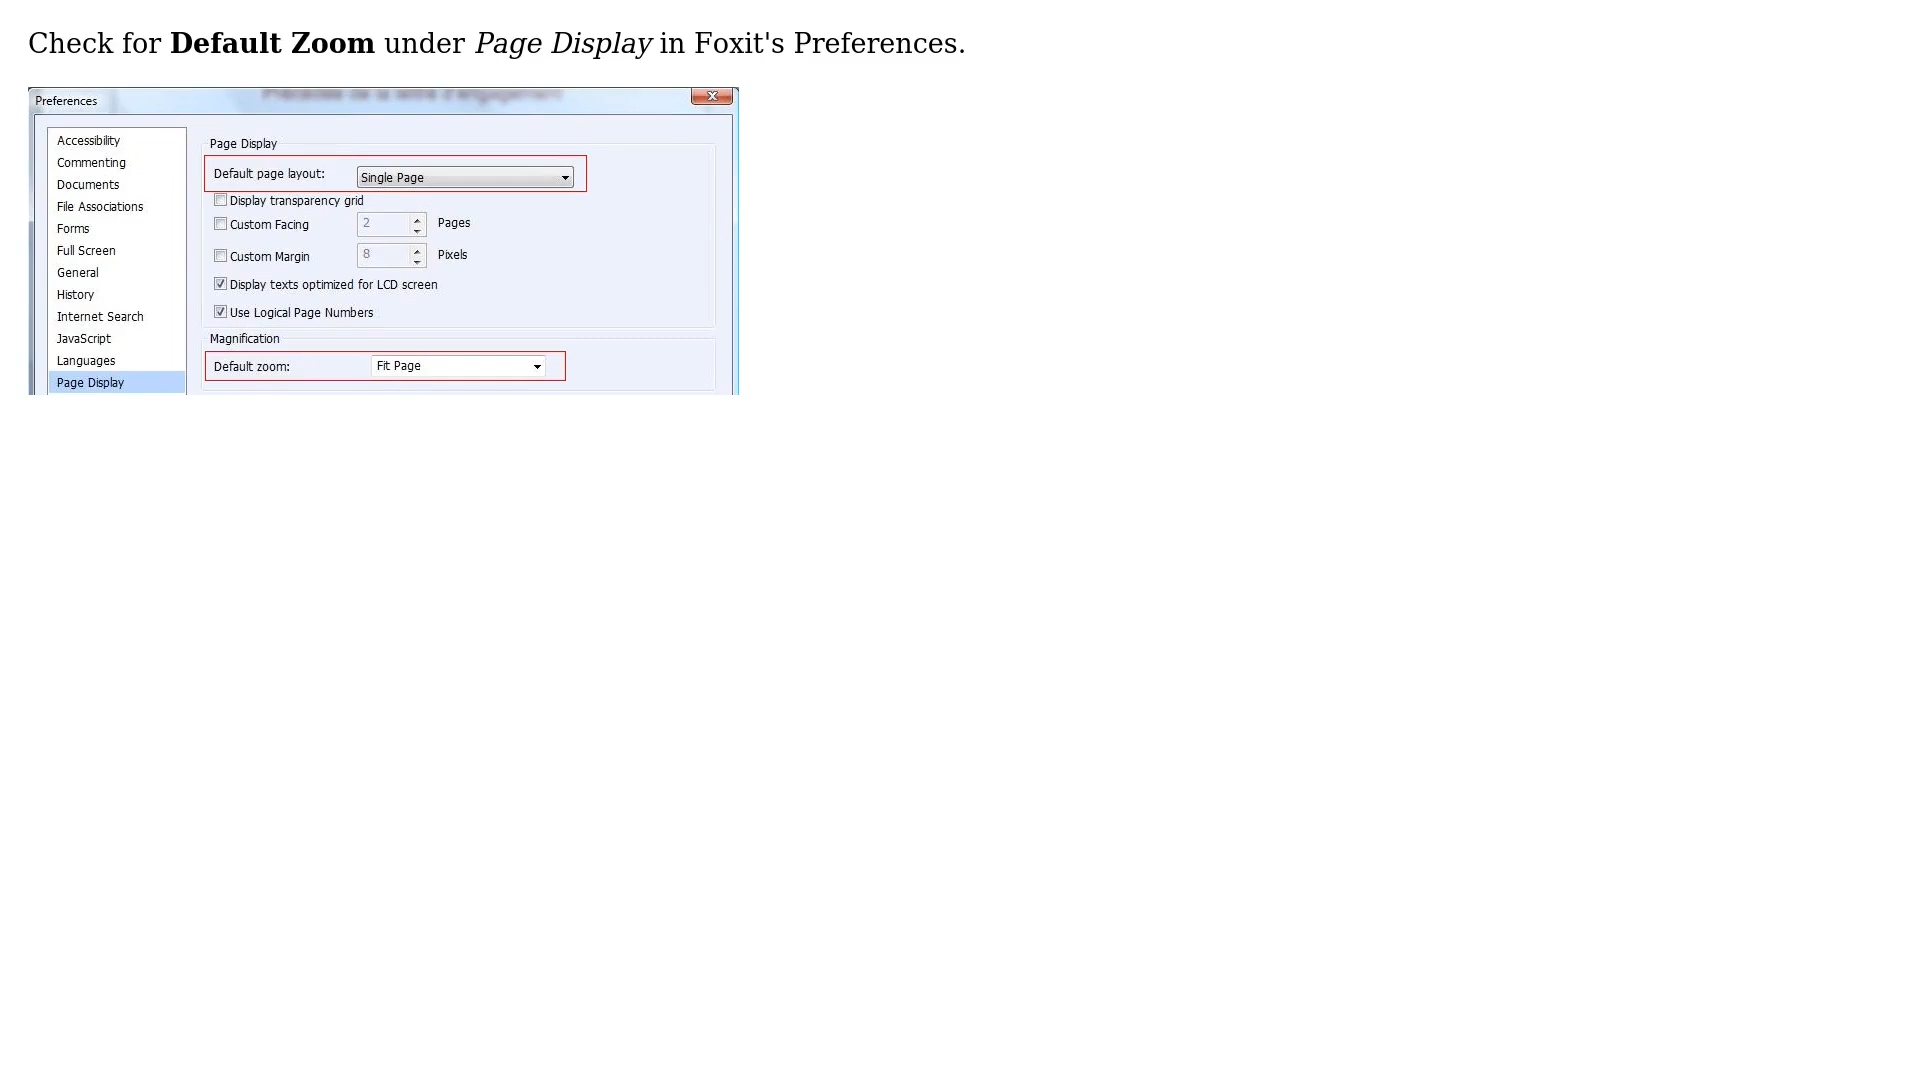 Check for Default Zoom under Page Display in Foxit's Preferences.
Preferences
Accessibility
Commenting
Documents
File Associations
Forms
Full Screen
General
History
Internet Search
JavaScript
Languages
Page Display
Page Display
Default page layout: Single Page
Display transparency grid
Custom Facing 2 Pages
Custom Margin 8 Pixels
Display texts optimized for LCD screen
Use Logical Page Numbers
Magnification
Default zoom: Fit Page